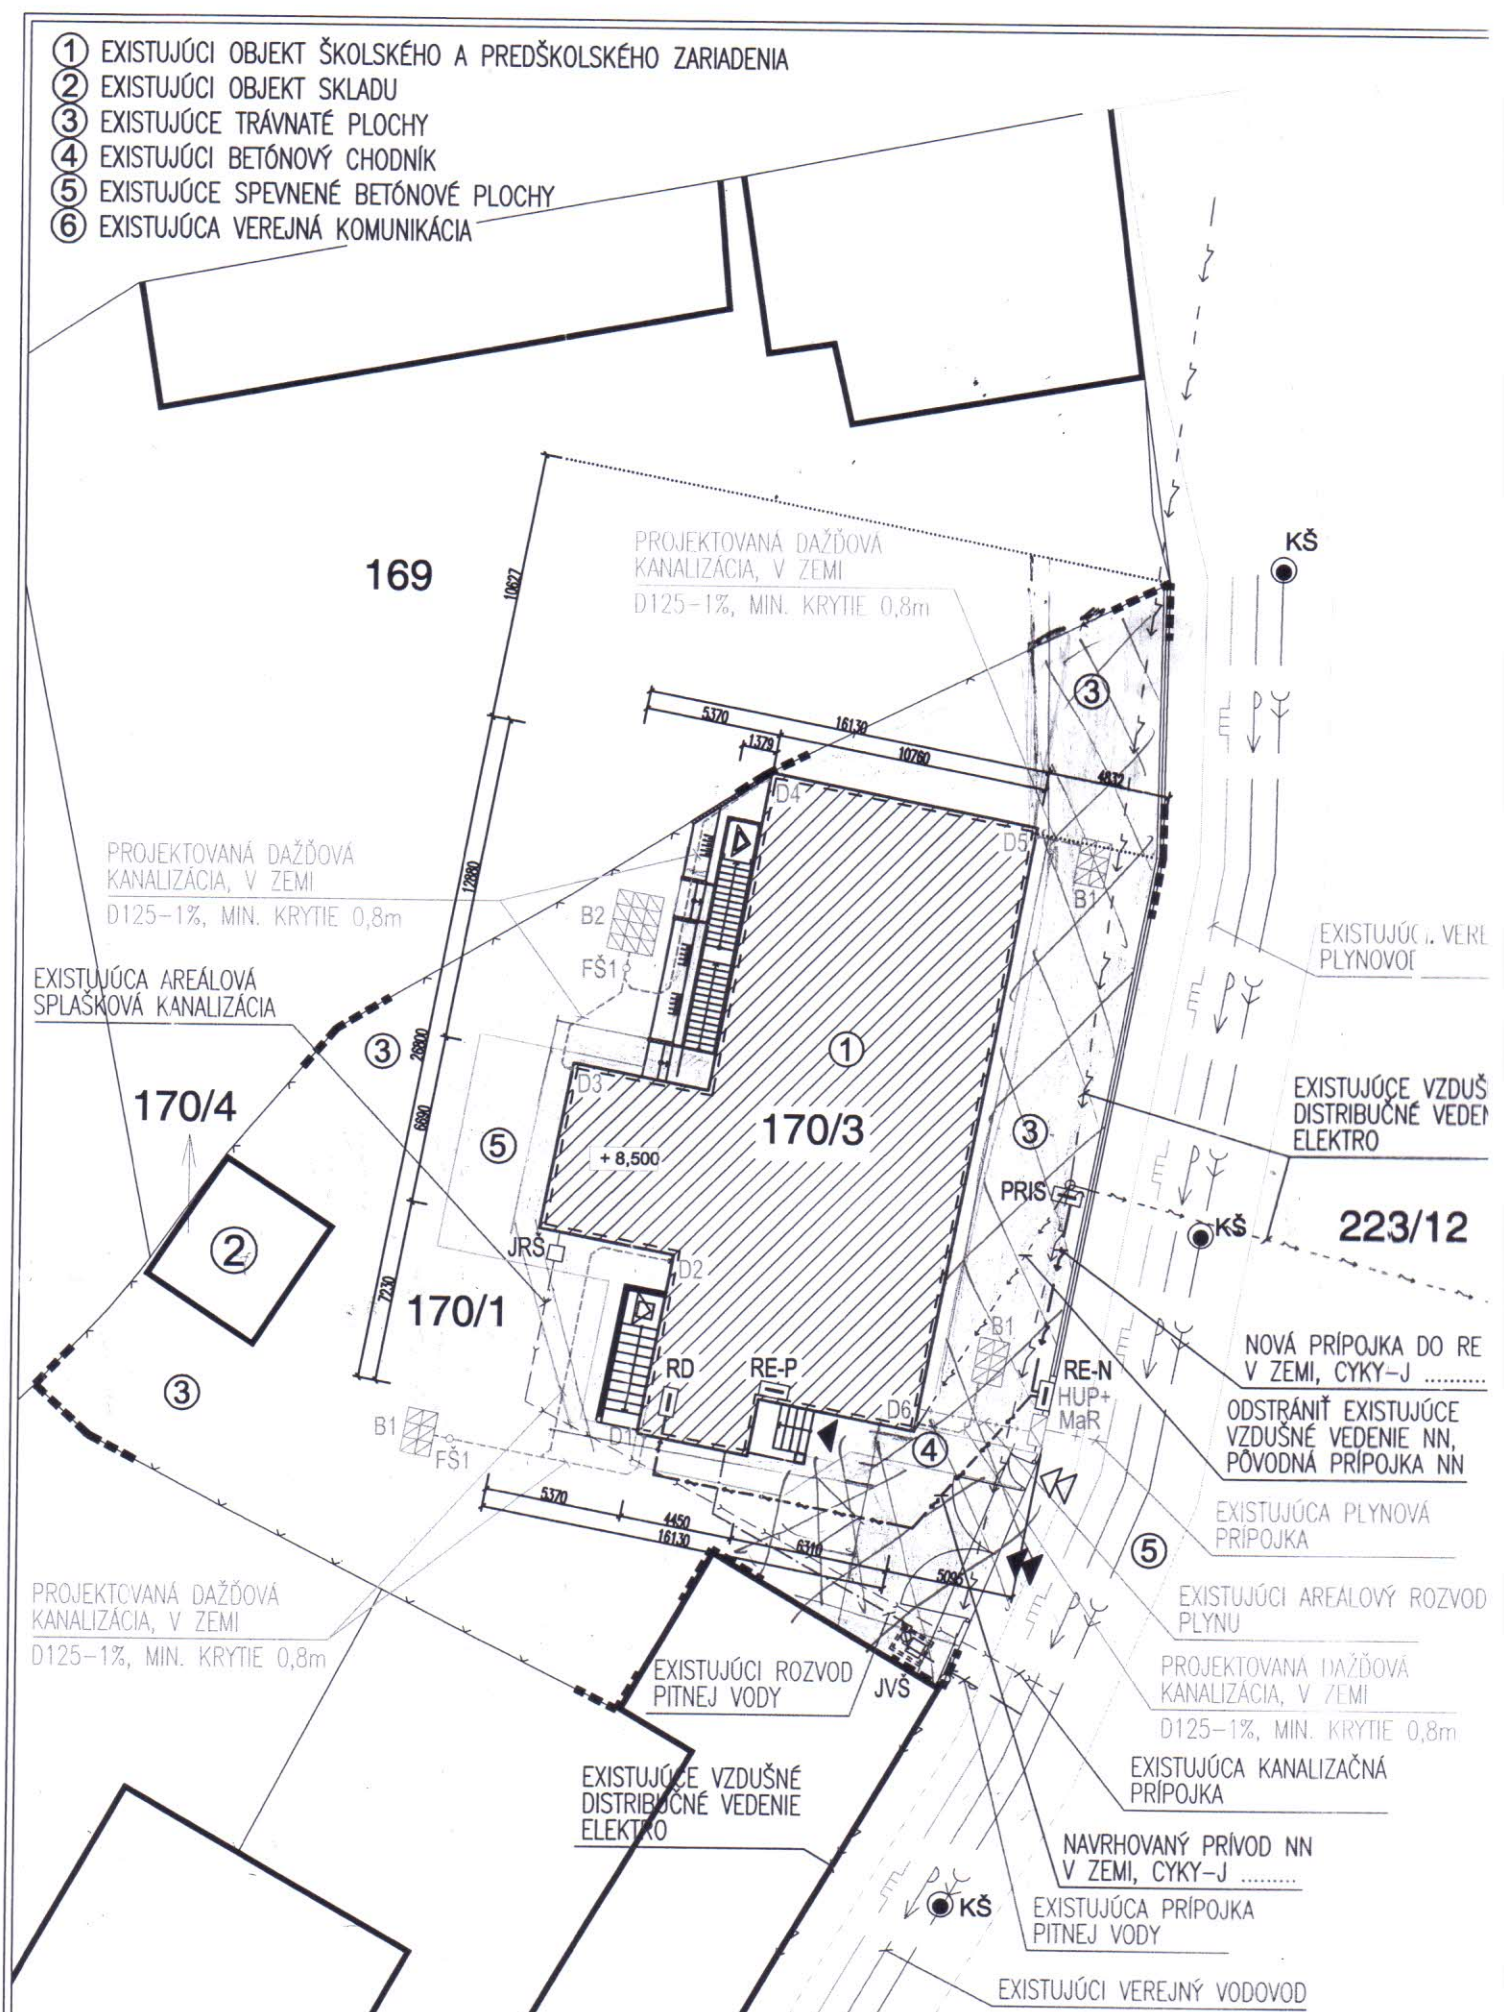 1 EXISTUJÚCI OBJEKT ŠKOLSKÉHO A PREDŠKOLSKÉHO ZARIADENIA
2 EXISTUJÚCI OBJEKT SKLADU
3 EXISTUJÚCE TRÁVNATÉ PLOCHY
4 EXISTUJÚCI BETÓNOVÝ CHODNÍK
5 EXISTUJÚCE SPEVNENÉ BETÓNOVÉ PLOCHY
6 EXISTUJÚCA VEREJNÁ KOMUNIKÁCIA
PROJEKTOVANÁ DAŽĎOVÁ
KANALIZÁCIA, V ZEMI
D125-1%, MIN. KRYTIE 0,8m
KŠ
169
10627
3
5370
16130
1379
10760
4832
D4
D5
PROJEKTOVANÁ DAŽĎOVÁ
KANALIZÁCIA, V ZEMI
D125-1%, MIN. KRYTIE 0,8m
12880
B2
FŠ1
B1
EXISTUJÚC . VERE
PLYNOVOD
EXISTUJÚCA AREÁLOVÁ
SPLAŠKOVÁ KANALIZÁCIA
3
26800
1
170/4
D3
170/3
3
EXISTUJÚCE VZDUŠ
DISTRIBUČNÉ VEDEN
ELEKTRO
6690
5
+ 8,500
PRIS
223/12
KŠ
2
JRŠ
D2
7230
170/1
3
B1
NOVÁ PRÍPOJKA DO RE
V ZEMI, CYKY-J ..........
RD
RE-P
RE-N
HUP+
MaR
B1
FŠ1
D1
D6
4
ODSTRÁNIŤ EXISTUJÚCE
VZDUŠNÉ VEDENIE NN,
PÔVODNÁ PRÍPOJKA NN
5370
4450
16130
6310
5095
5
EXISTUJÚCA PLYNOVÁ
PRÍPOJKA
PROJEKTOVANÁ DAŽĎOVÁ
KANALIZÁCIA, V ZEMI
D125-1%, MIN. KRYTIE 0,8m
EXISTUJÚCI AREÁLOVÝ ROZVOD
PLYNU
EXISTUJÚCI ROZVOD
PITNEJ VODY
JVŠ
PROJEKTOVANÁ DAŽĎOVÁ
KANALIZÁCIA, V ZEMI
D125-1%, MIN. KRYTIE 0,8m
EXISTUJÚCE VZDUŠNÉ
DISTRIBUČNÉ VEDENIE
ELEKTRO
EXISTUJÚCA KANALIZAČNÁ
PRÍPOJKA
NAVRHOVANÝ PRÍVOD NN
V ZEMI, CYKY-J .........
KŠ
EXISTUJÚCA PRÍPOJKA
PITNEJ VODY
EXISTUJÚCI VEREJNÝ VODOVOD